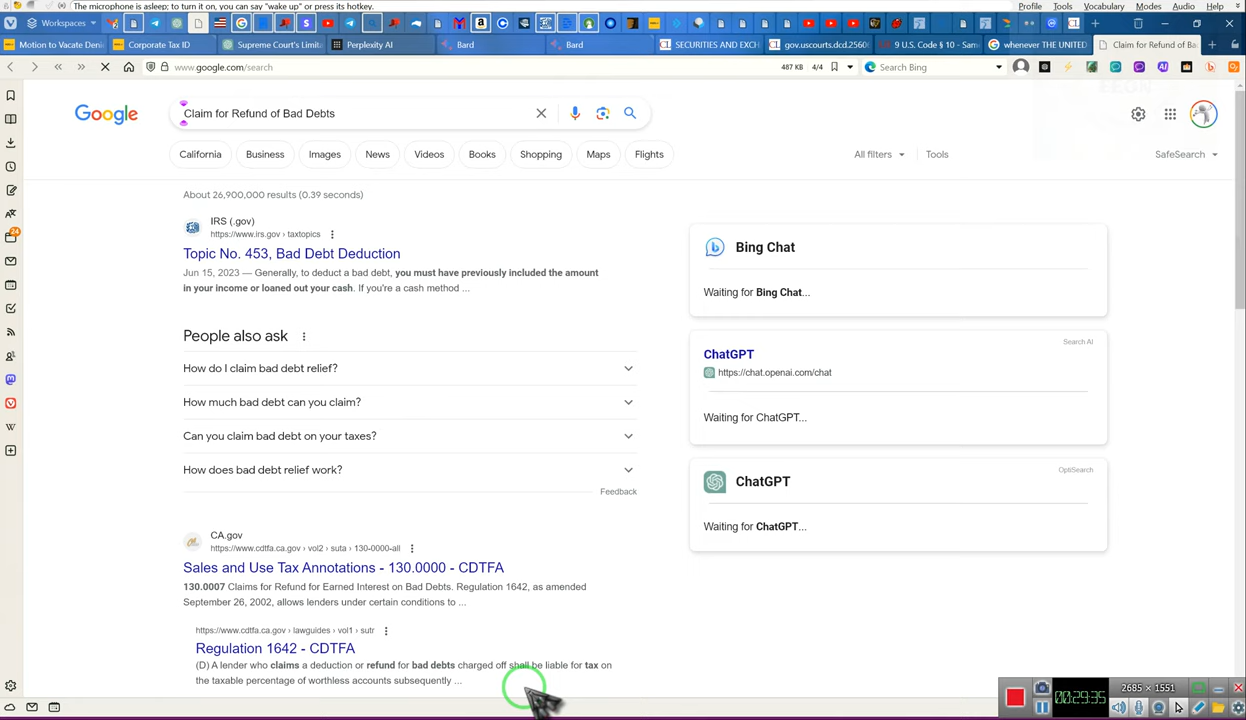 The microphone is asleep; to turn it on, you can say "wake up" or press its hotkey.
Profile Tools Vocabulary Modes Audio Help
Workspaces
Motion to Vacate Deni
Corporate Tax ID
Supreme Court's Limita
Perplexity AI
Bard
Bard
SECURITIES AND EXCH
gov.uscourts.dcd.2560
9 U.S. Code § 10 - Sam
whenever THE UNITED
Claim for Refund of Ba
www.google.com/search
487 KB 4/4
Search Bing
Google
Claim for Refund of Bad Debts
California Business Images News Videos Books Shopping Maps Flights
All filters Tools
SafeSearch
About 26,900,000 results (0.39 seconds)
IRS (.gov)
https://www.irs.gov › taxtopics
Topic No. 453, Bad Debt Deduction
Jun 15, 2023 — Generally, to deduct a bad debt, you must have previously included the amount
in your income or loaned out your cash. If you're a cash method ...
People also ask
How do I claim bad debt relief?
How much bad debt can you claim?
Can you claim bad debt on your taxes?
How does bad debt relief work?
Feedback
CA.gov
https://www.cdtfa.ca.gov › vol2 › suta › 130-0000-all
Sales and Use Tax Annotations - 130.0000 - CDTFA
130.0007 Claims for Refund for Earned Interest on Bad Debts. Regulation 1642, as amended
September 26, 2002, allows lenders under certain conditions to ...
https://www.cdtfa.ca.gov › lawguides › vol1 › sutr
Regulation 1642 - CDTFA
(D) A lender who claims a deduction or refund for bad debts charged off shall be liable for tax on
the taxable percentage of worthless accounts subsequently ...
Bing Chat
Waiting for Bing Chat...
Search AI
ChatGPT
https://chat.openai.com/chat
Waiting for ChatGPT...
OptiSearch
ChatGPT
Waiting for ChatGPT...
24
00:29:35
2685 × 1551